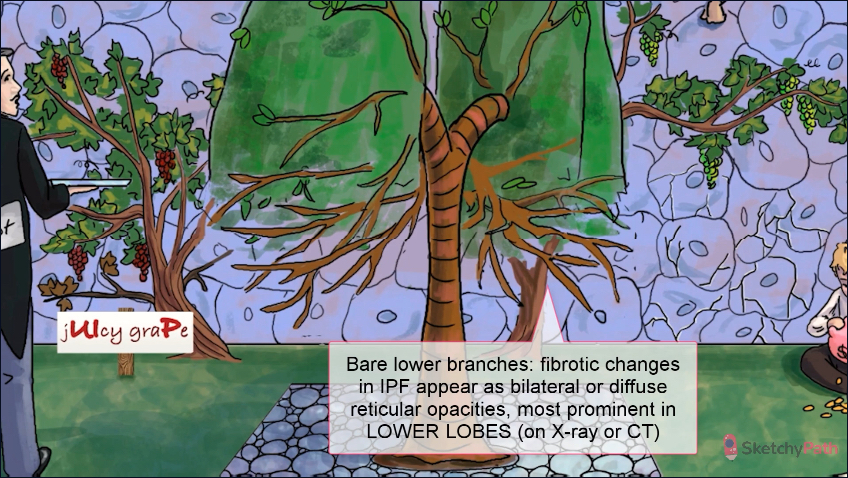 jUIcy graPe
Bare lower branches: fibrotic changes
in IPF appear as bilateral or diffuse
reticular opacities, most prominent in
LOWER LOBES (on X-ray or CT)
SketchyPath